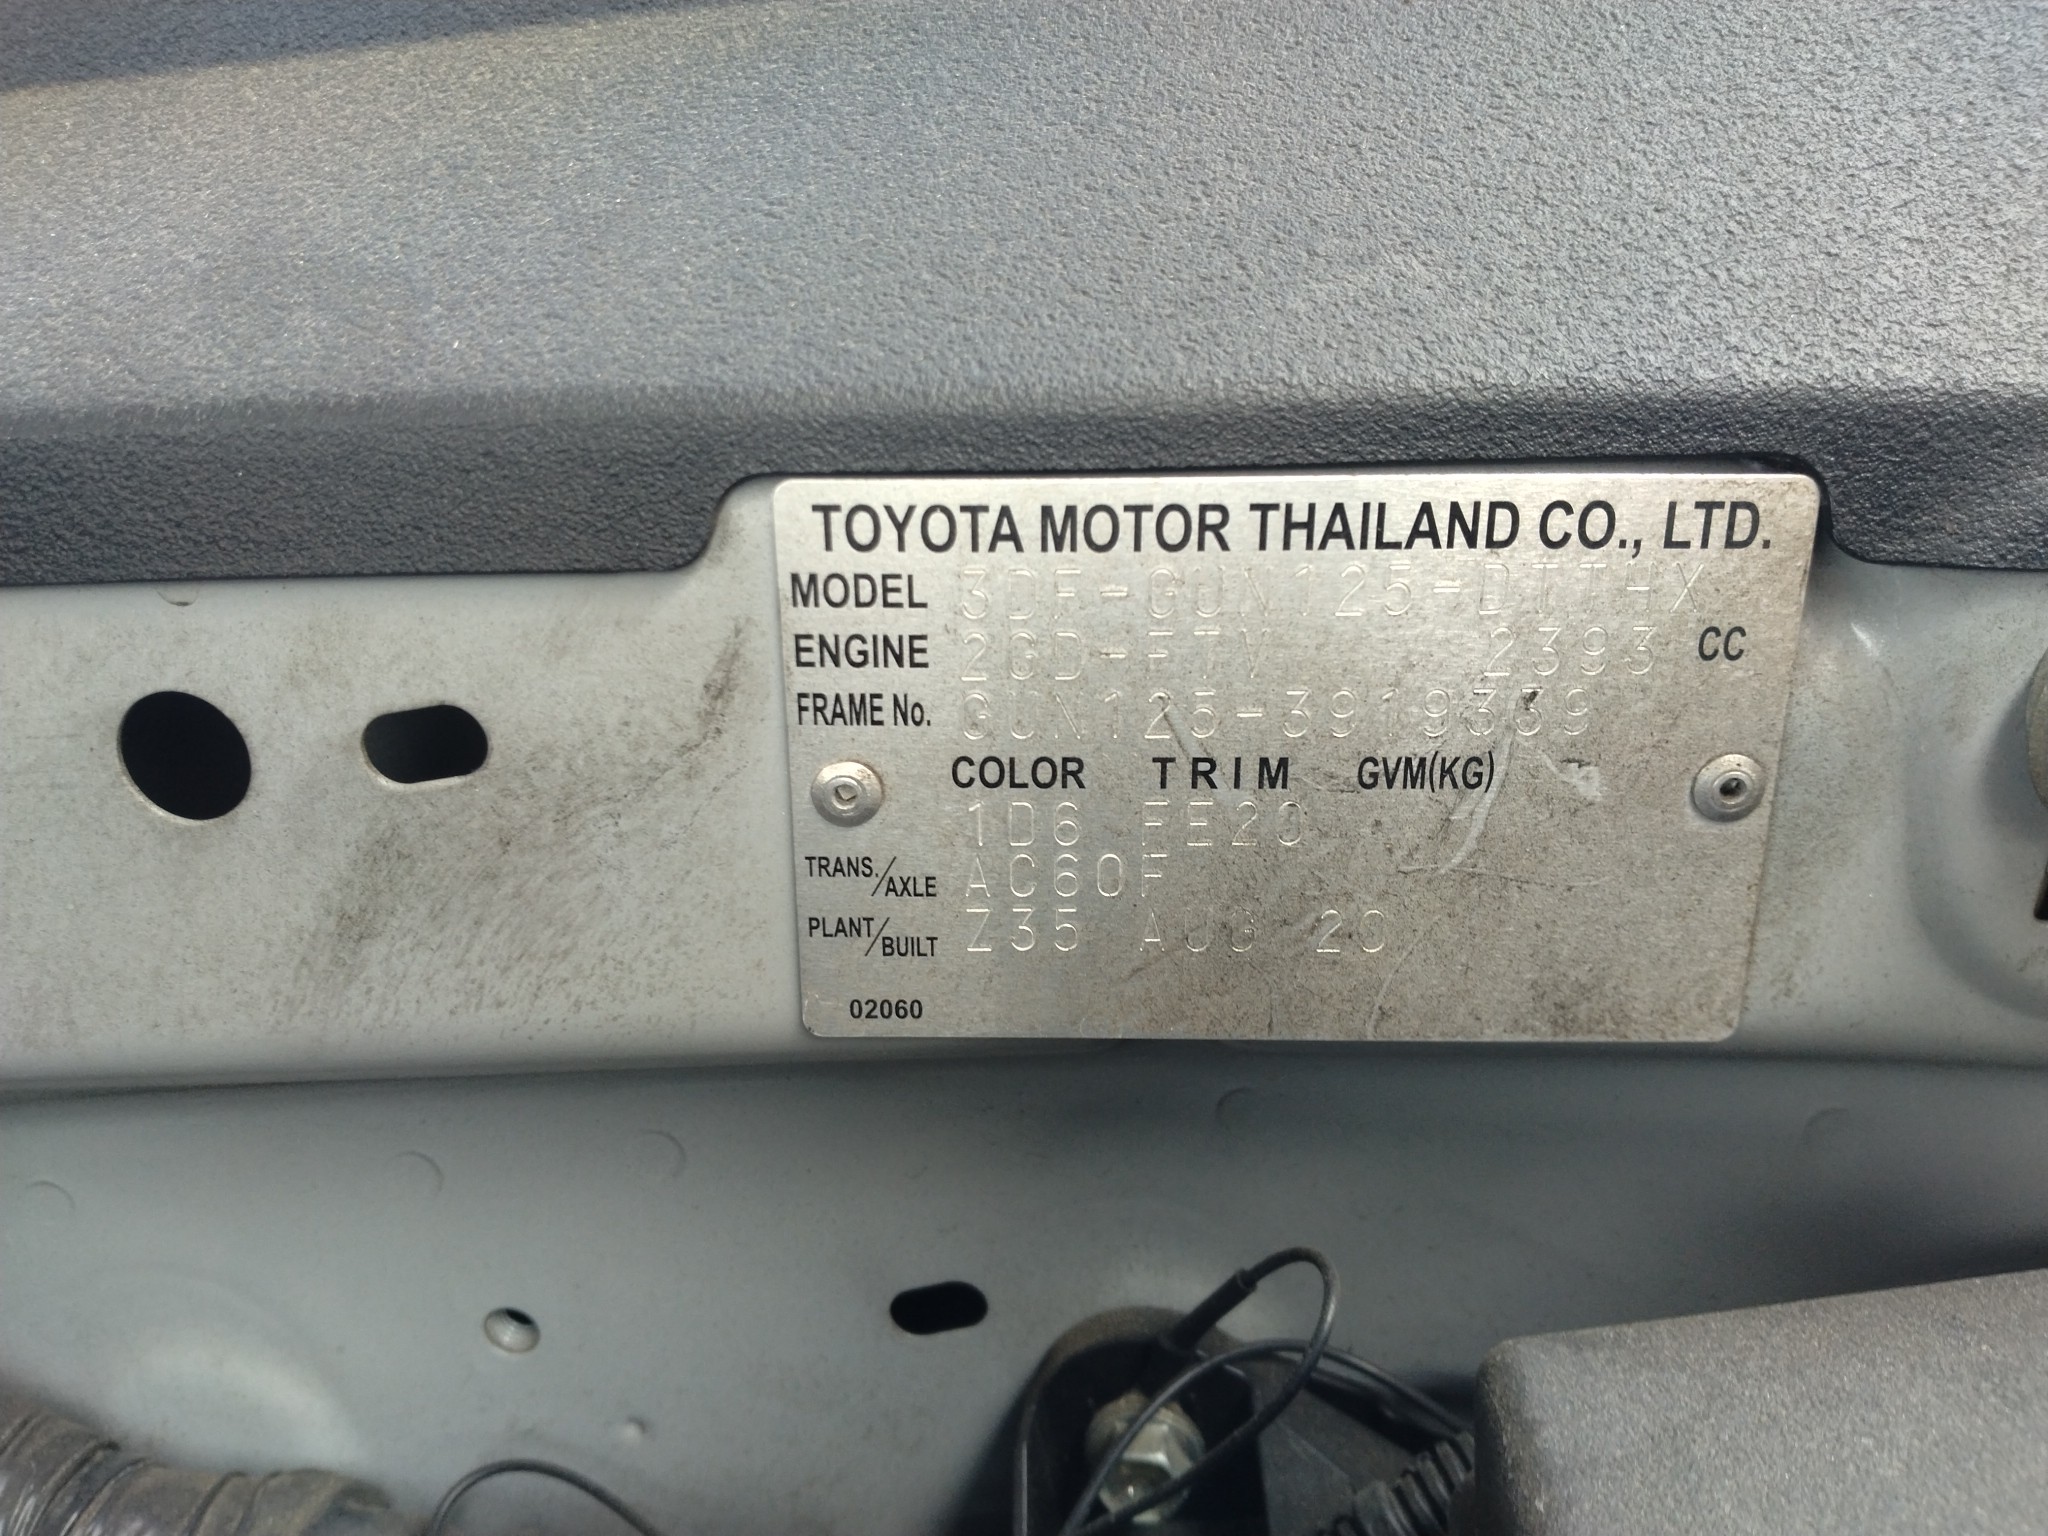 TOYOTA MOTOR THAILAND CO., LTD.
MODEL 3DF-GUN125-DTTHX
ENGINE 2GD-FTV 2393 CC
FRAME No. GUN125-3919339
COLOR TRIM GVM(KG)
1D6 FE20
TRANS./AXLE AC60F
PLANT/BUILT Z35 AUG 20
02060